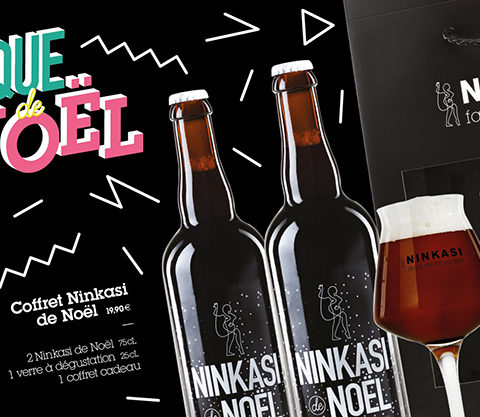 QUE
de
NOËL
Coffret Ninkasi
de Noël 19,90€
2 Ninkasi de Noël 75cL
1 verre à dégustation 25cL
1 coffret cadeau
NINKASI
de NOËL
NINKASI
de NOËL
NINKASI